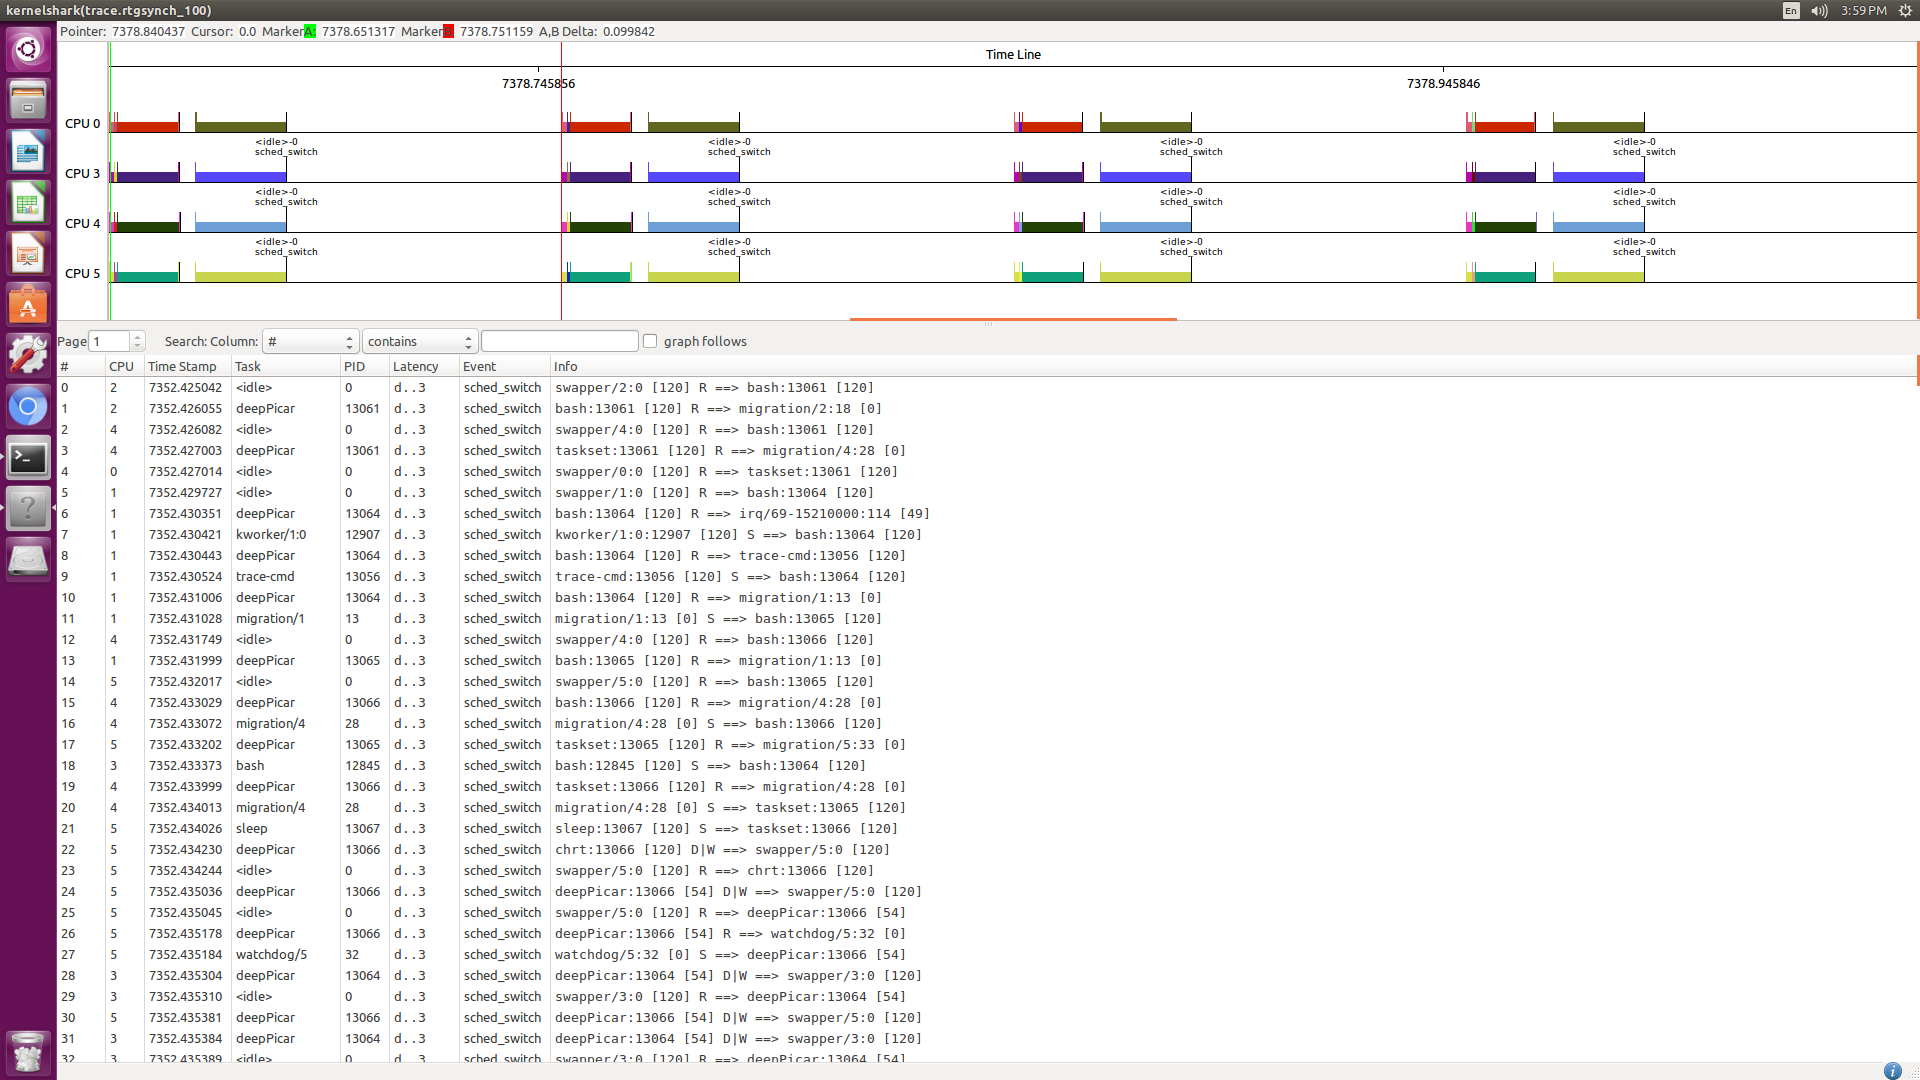 kernelshark(trace.rtgsynch_100)
En 3:59 PM
Pointer: 7378.840437 Cursor: 0.0 Marker A: 7378.651317 Marker 7378.751159 A,B Delta: 0.099842
Time Line
7378.745856 7378.945846
CPU 0
<idle>-0 <idle>-0 <idle>-0 <idle>-0
sched_switch sched_switch sched_switch sched_switch
CPU 3
<idle>-0 <idle>-0 <idle>-0 <idle>-0
sched_switch sched_switch sched_switch sched_switch
CPU 4
<idle>-0 <idle>-0 <idle>-0 <idle>-0
sched_switch sched_switch sched_switch sched_switch
CPU 5
Page 1 Search: Column: # contains graph follows
# CPU Time Stamp Task PID Latency Event Info
0 2 7352.425042 <idle> 0 d..3 sched_switch swapper/2:0 [120] R ==> bash:13061 [120]
1 2 7352.426055 deepPicar 13061 d..3 sched_switch bash:13061 [120] R ==> migration/2:18 [0]
2 4 7352.426082 <idle> 0 d..3 sched_switch swapper/4:0 [120] R ==> bash:13061 [120]
3 4 7352.427003 deepPicar 13061 d..3 sched_switch taskset:13061 [120] R ==> migration/4:28 [0]
4 0 7352.427014 <idle> 0 d..3 sched_switch swapper/0:0 [120] R ==> taskset:13061 [120]
5 1 7352.429727 <idle> 0 d..3 sched_switch swapper/1:0 [120] R ==> bash:13064 [120]
6 1 7352.430351 deepPicar 13064 d..3 sched_switch bash:13064 [120] R ==> irq/69-15210000:114 [49]
7 1 7352.430421 kworker/1:0 12907 d..3 sched_switch kworker/1:0:12907 [120] S ==> bash:13064 [120]
8 1 7352.430443 deepPicar 13064 d..3 sched_switch bash:13064 [120] R ==> trace-cmd:13056 [120]
9 1 7352.430524 trace-cmd 13056 d..3 sched_switch trace-cmd:13056 [120] S ==> bash:13064 [120]
10 1 7352.431006 deepPicar 13064 d..3 sched_switch bash:13064 [120] R ==> migration/1:13 [0]
11 1 7352.431028 migration/1 13 d..3 sched_switch migration/1:13 [0] S ==> bash:13065 [120]
12 4 7352.431749 <idle> 0 d..3 sched_switch swapper/4:0 [120] R ==> bash:13066 [120]
13 1 7352.431999 deepPicar 13065 d..3 sched_switch bash:13065 [120] R ==> migration/1:13 [0]
14 5 7352.432017 <idle> 0 d..3 sched_switch swapper/5:0 [120] R ==> bash:13065 [120]
15 4 7352.433029 deepPicar 13066 d..3 sched_switch bash:13066 [120] R ==> migration/4:28 [0]
16 4 7352.433072 migration/4 28 d..3 sched_switch migration/4:28 [0] S ==> bash:13066 [120]
17 5 7352.433202 deepPicar 13065 d..3 sched_switch taskset:13065 [120] R ==> migration/5:33 [0]
18 3 7352.433373 bash 12845 d..3 sched_switch bash:12845 [120] S ==> bash:13064 [120]
19 4 7352.433999 deepPicar 13066 d..3 sched_switch taskset:13066 [120] R ==> migration/4:28 [0]
20 4 7352.434013 migration/4 28 d..3 sched_switch migration/4:28 [0] S ==> taskset:13065 [120]
21 5 7352.434026 sleep 13067 d..3 sched_switch sleep:13067 [120] S ==> taskset:13066 [120]
22 5 7352.434230 deepPicar 13066 d..3 sched_switch chrt:13066 [120] D|W ==> swapper/5:0 [120]
23 5 7352.434244 <idle> 0 d..3 sched_switch swapper/5:0 [120] R ==> chrt:13066 [120]
24 5 7352.435036 deepPicar 13066 d..3 sched_switch deepPicar:13066 [54] D|W ==> swapper/5:0 [120]
25 5 7352.435045 <idle> 0 d..3 sched_switch swapper/5:0 [120] R ==> deepPicar:13066 [54]
26 5 7352.435178 deepPicar 13066 d..3 sched_switch deepPicar:13066 [54] R ==> watchdog/5:32 [0]
27 5 7352.435184 watchdog/5 32 d..3 sched_switch watchdog/5:32 [0] S ==> deepPicar:13066 [54]
28 3 7352.435304 deepPicar 13064 d..3 sched_switch deepPicar:13064 [54] D|W ==> swapper/3:0 [120]
29 3 7352.435310 <idle> 0 d..3 sched_switch swapper/3:0 [120] R ==> deepPicar:13064 [54]
30 5 7352.435381 deepPicar 13066 d..3 sched_switch deepPicar:13066 [54] D|W ==> swapper/5:0 [120]
31 3 7352.435384 deepPicar 13064 d..3 sched_switch deepPicar:13064 [54] D|W ==> swapper/3:0 [120]
32 3 7352.435389 <idle> 0 d..3 sched_switch swapper/3:0 [120] R ==> deepPicar:13064 [54]